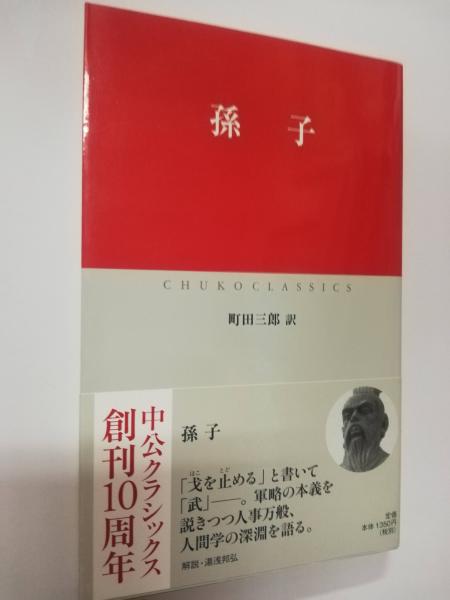 孫子
CHUKO CLASSICS
町田三郎 訳
中公クラシックス
創刊10周年
孫子
「戈を止める」と書いて
「武」――。軍略の本義を
説きつつ人事万般、
人間学の深淵を語る。
解説・湯浅邦弘
定価
本体1350円
(税別)